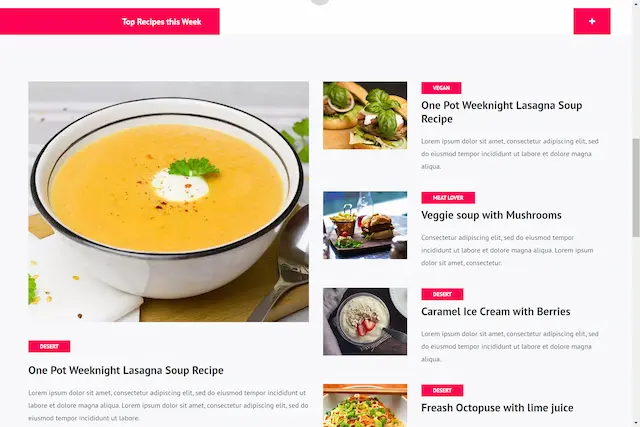 Top Recipes this Week
+
DESERT
One Pot Weeknight Lasagna Soup Recipe
Lorem ipsum dolor sit amet, consectetur adipiscing elit, sed do eiusmod tempor incididunt ut
labore et dolore magna aliqua. Lorem ipsum dolor sit amet, consectetur adipiscing elit, sed do
eiusmod tempor incididunt ut labore.
VEGAN
One Pot Weeknight Lasagna Soup
Recipe
Lorem ipsum dolor sit amet, consectetur adipiscing elit, sed
do eiusmod tempor incididunt ut labore et dolore magna
aliqua.
MEAT LOVER
Veggie soup with Mushrooms
Consectetur adipiscing elit, sed do eiusmod tempor
incididunt ut labore et dolore magna aliqua. Lorem ipsum
dolor sit amet, consectetur.
DESERT
Caramel Ice Cream with Berries
Lorem ipsum dolor sit amet, consectetur adipiscing elit, sed
do eiusmod tempor incididunt ut labore et dolore magna
aliqua.
DESERT
Freash Octopuse with lime juice